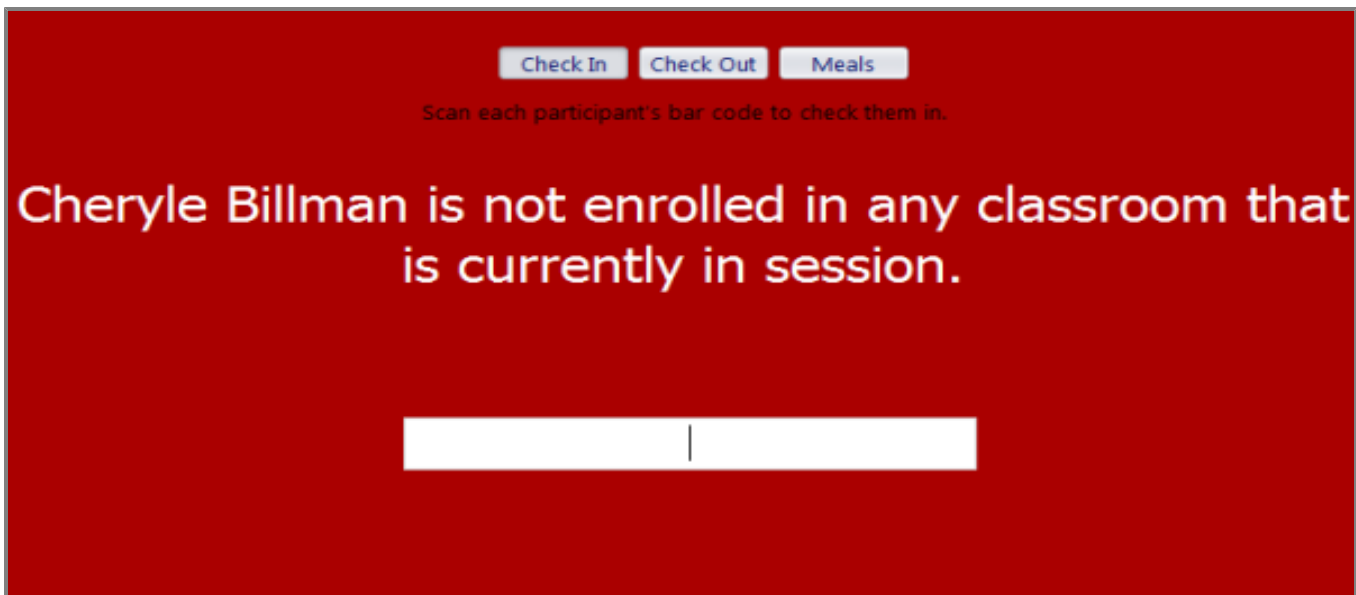 Check In Check Out Meals
Scan each participant's bar code to check them in.
Cheryle Billman is not enrolled in any classroom that
is currently in session.